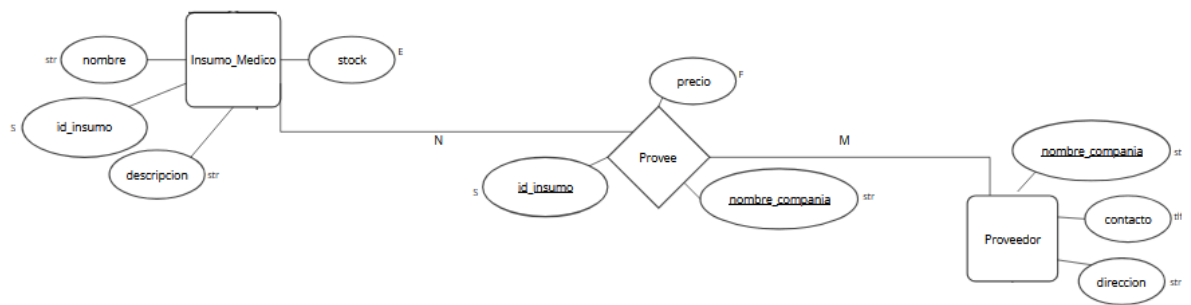 str
nombre
Insumo_Medico
stock
E
S
id_insumo
descripcion
str
precio
F
N
Provee
M
S
id_insumo
nombre_compania
str
nombre_compania
st
Proveedor
contacto
tlf
direccion
str